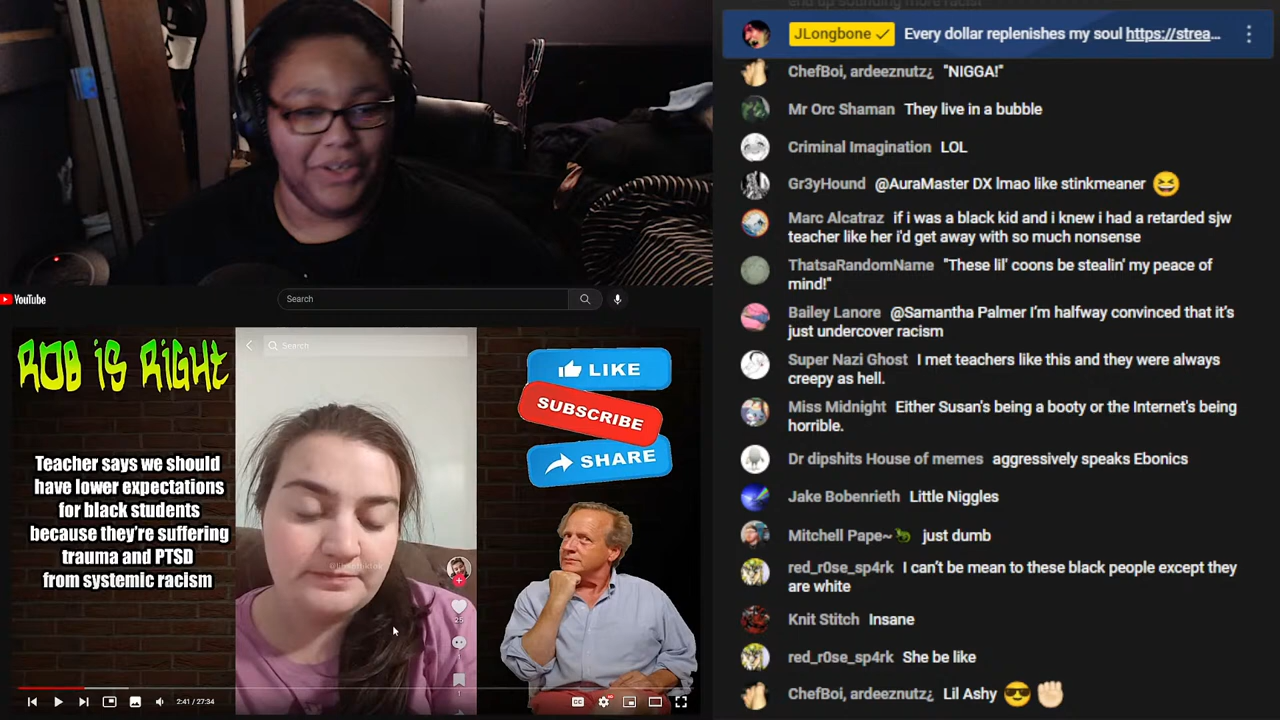 JLongbone Every dollar replenishes my soul https://strea...
ChefBoi, ardeeznutz¿ "NIGGA!"
Mr Orc Shaman They live in a bubble
Criminal Imagination LOL
Gr3yHound @AuraMaster DX lmao like stinkmeaner
Marc Alcatraz if i was a black kid and i knew i had a retarded sjw
teacher like her i'd get away with so much nonsense
ThatsaRandomName "These lil' coons be stealin' my peace of
mind!"
Bailey Lanore @Samantha Palmer I'm halfway convinced that it's
just undercover racism
Super Nazi Ghost I met teachers like this and they were always
creepy as hell.
Miss Midnight Either Susan's being a booty or the Internet's being
horrible.
Dr dipshits House of memes aggressively speaks Ebonics
Jake Bobenrieth Little Niggles
Mitchell Pape~ just dumb
red_r0se_sp4rk I can't be mean to these black people except they
are white
Knit Stitch Insane
red_r0se_sp4rk She be like
ChefBoi, ardeeznutz¿ Lil Ashy
YouTube
Search
ROB iS RiGHT
Teacher says we should
have lower expectations
for black students
because they're suffering
trauma and PTSD
from systemic racism
Search
25
1
1
LIKE
SUBSCRIBE
SHARE
2:41 / 27:34
CC